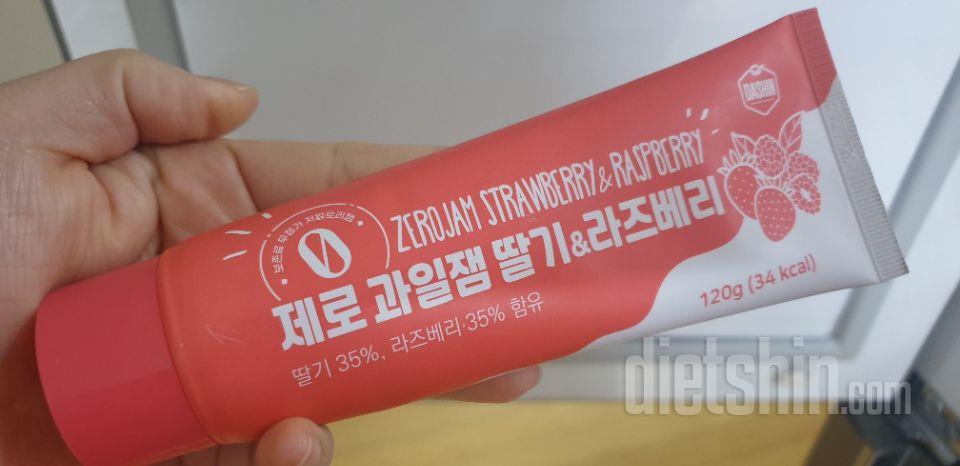 DASHIN
ZEROJAM STRAWBERRY & RASPBERRY
보존료 무첨가 저칼로리잼
제로 과일잼 딸기&라즈베리
딸기 35%, 라즈베리·35% 함유
120g (34 kcal)
dietshin.com